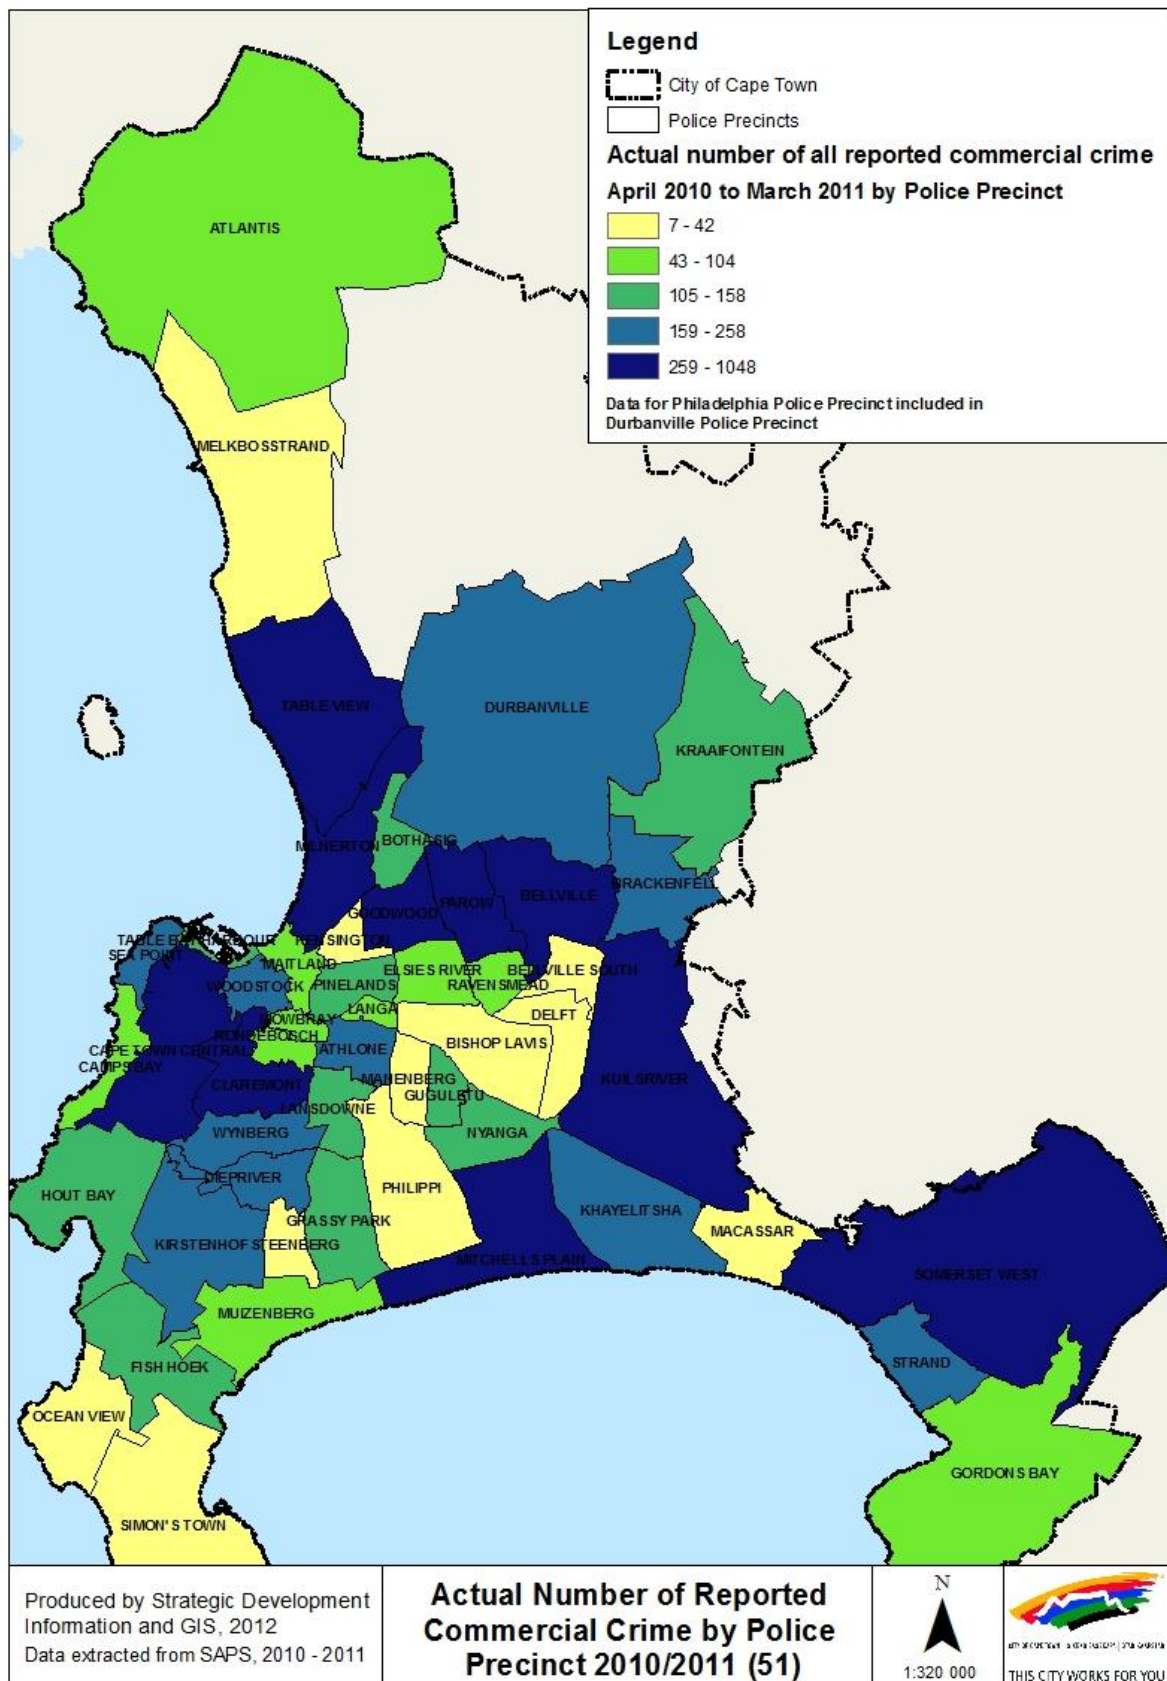 Legend
City of Cape Town
Police Precincts
Actual number of all reported commercial crime
April 2010 to March 2011 by Police Precinct
7 - 42
43 - 104
105 - 158
159 - 258
259 - 1048
Data for Philadelphia Police Precinct included in
Durbanville Police Precinct
ATLANTIS
MELKBOSSTRAND
TABLE VIEW
DURBANVILLE
KRAAIFONTEIN
MILNERTON
BOTHASIG
BRACKENFELL
BELLVILLE
PAROW
GOODWOOD
KENSINGTON
TABLE BAY HARBOUR
SEA POINT
MAITLAND
WOODSTOCK
PINELANDS
ELSIES RIVER
RAVENSMEAD
BELLVILLE SOUTH
LANGA
DELFT
MOWBRAY
RONDEBOSCH
ATHLONE
BISHOP LAVIS
CAPE TOWN CENTRAL
CAMPS BAY
CLAREMONT
MANENBERG
GUGULETU
KUILSRIVER
LANSDOWNE
WYNBERG
NYANGA
DIEPRIVER
HOUT BAY
PHILIPPI
KHAYELITSHA
GRASSY PARK
MACASSAR
KIRSTENHOF
STEENBERG
MITCHELLS PLAIN
SOMERSET WEST
MUIZENBERG
FISH HOEK
STRAND
OCEAN VIEW
GORDONS BAY
SIMON'S TOWN
Produced by Strategic Development
Information and GIS, 2012
Data extracted from SAPS, 2010 - 2011
Actual Number of Reported
Commercial Crime by Police
Precinct 2010/2011 (51)
N
1:320 000
THIS CITY WORKS FOR YOU